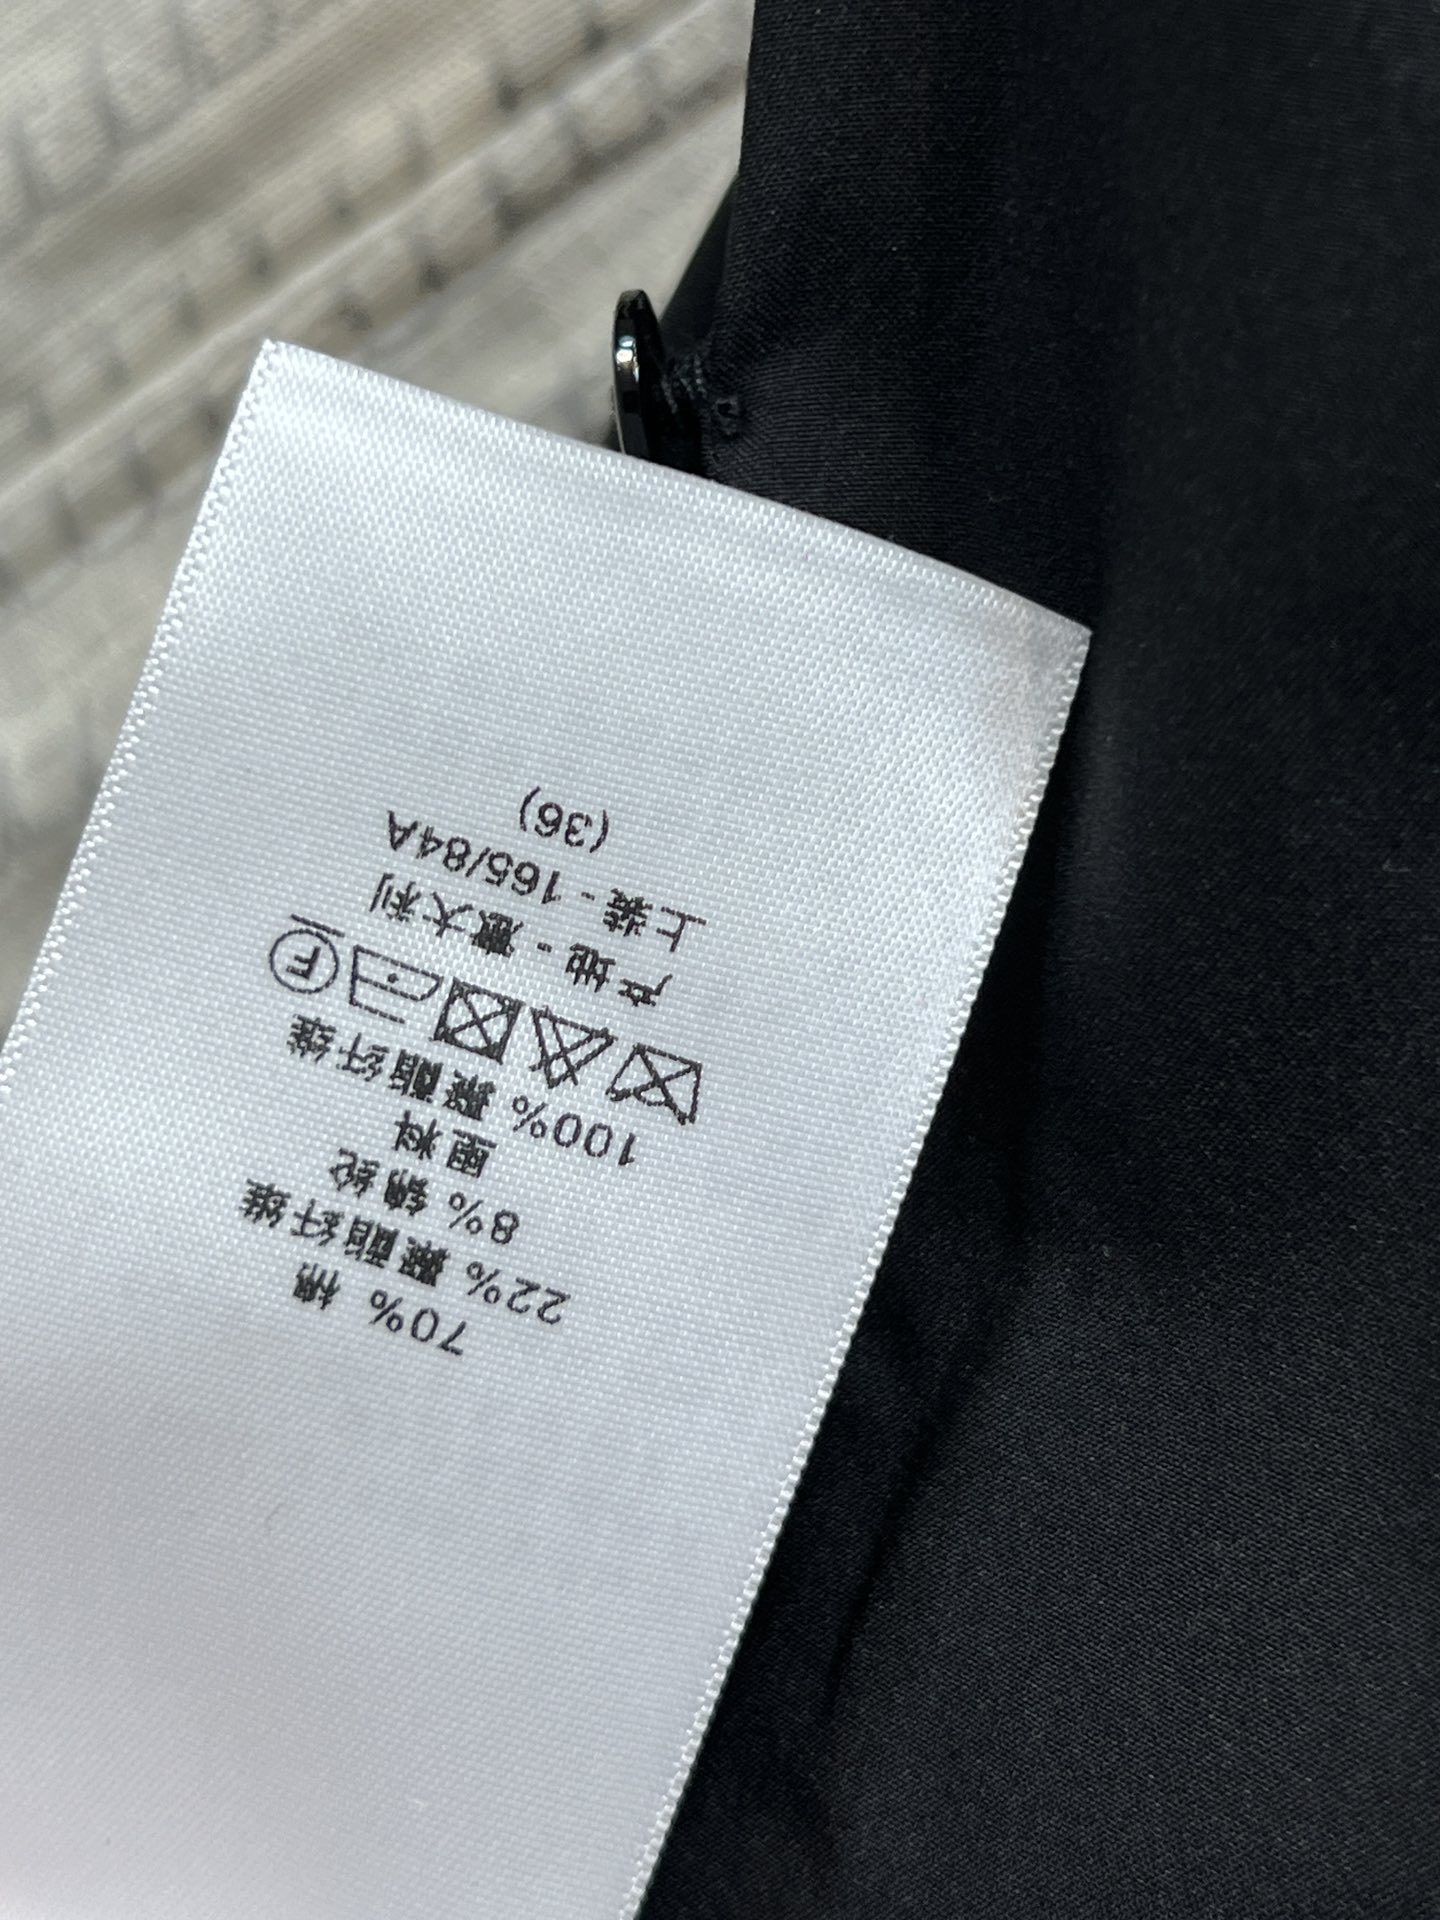 70% 棉
22% 聚酯纤维
8% 锦纶
里料
100% 聚酯纤维
F
产地 - 意大利
上装 - 165/84A
(36)